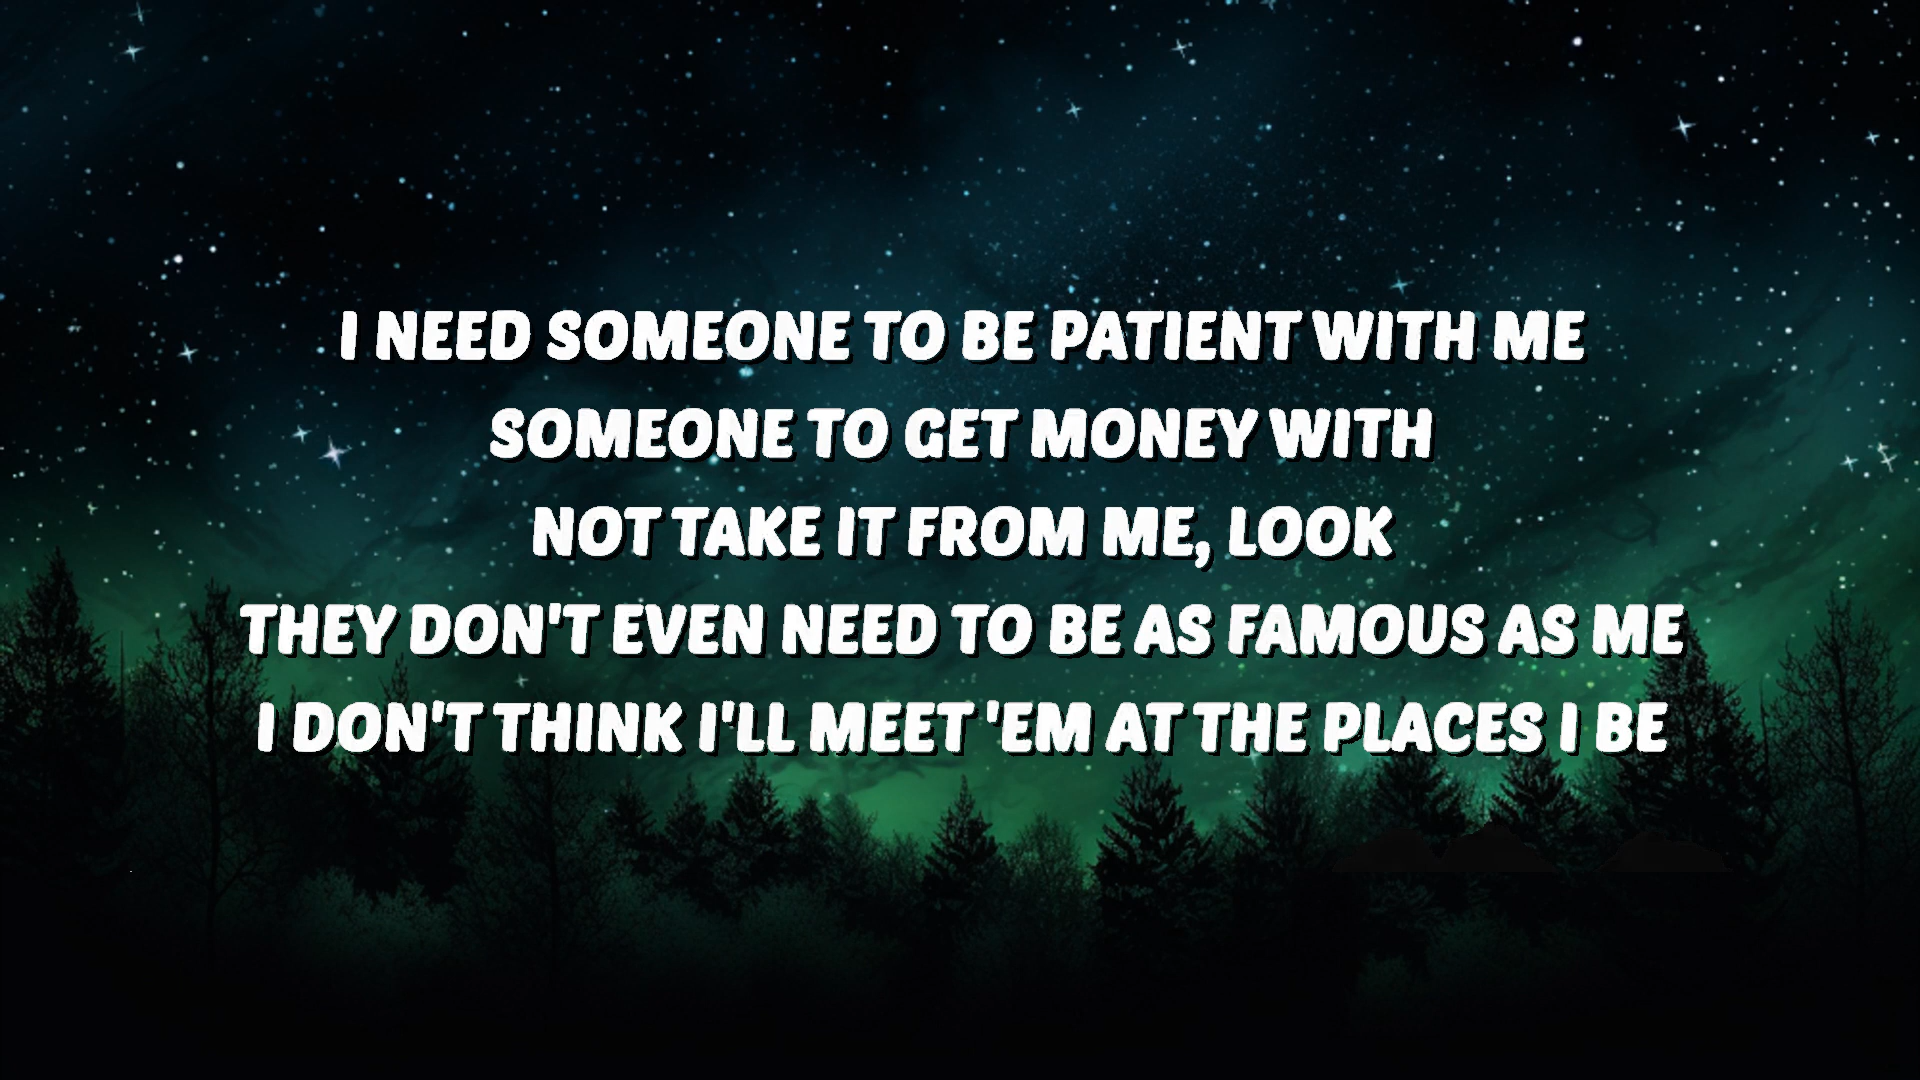 I NEED SOMEONE TO BE PATIENT WITH ME
SOMEONE TO GET MONEY WITH
NOT TAKE IT FROM ME, LOOK
THEY DON'T EVEN NEED TO BE AS FAMOUS AS ME
I DON'T THINK I'LL MEET 'EM AT THE PLACES I BE